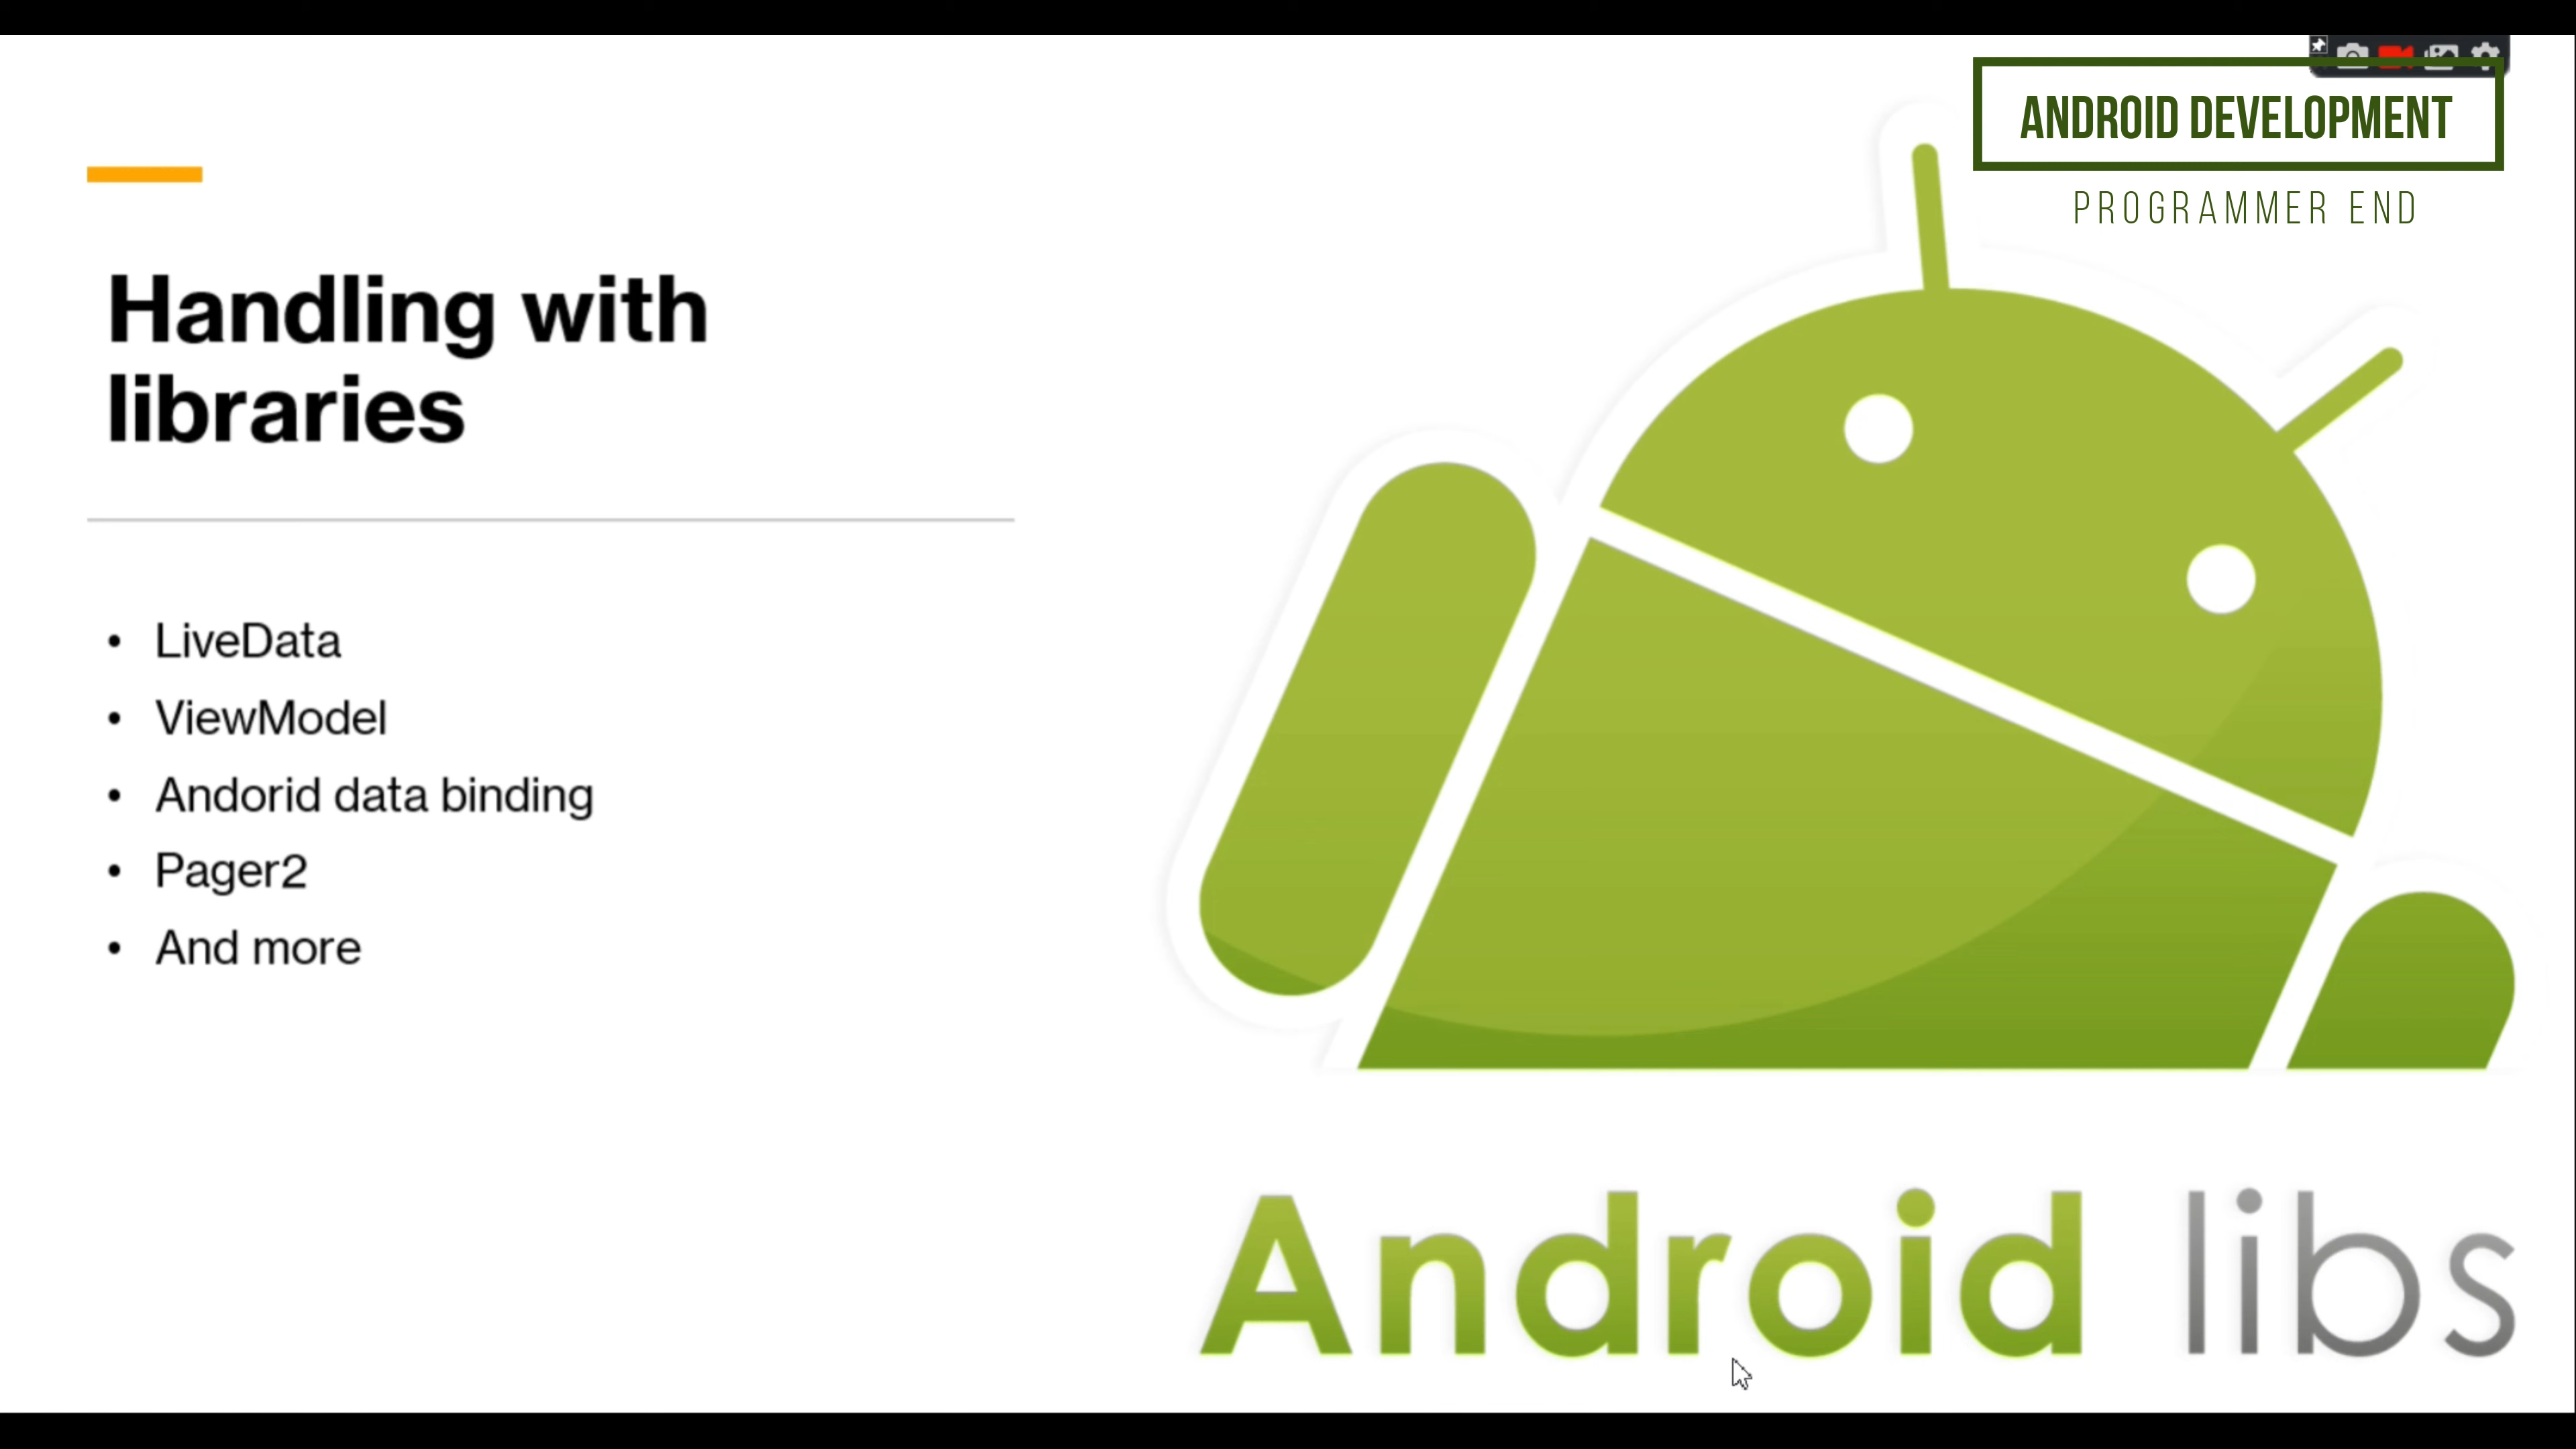 ANDROID DEVELOPMENT
PROGRAMMER END
Handling with
libraries
• LiveData
• ViewModel
• Andorid data binding
• Pager2
• And more
Android libs